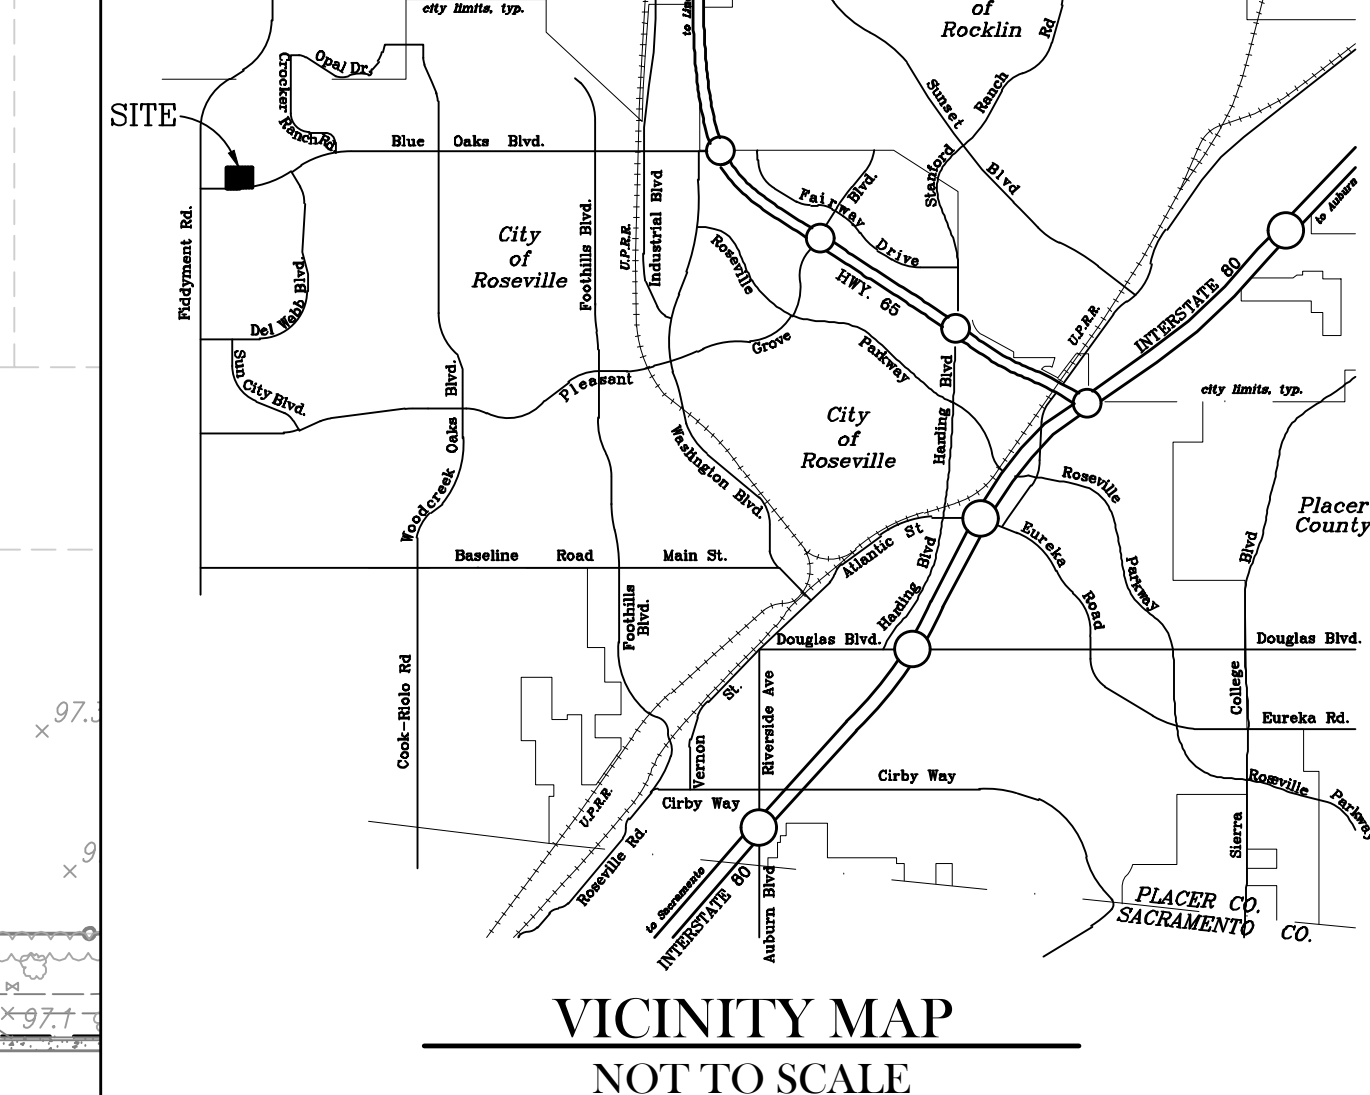 city limits, typ.
of
Rocklin
Rd
Opal Dr.
Crocker
Ranch Rd
SITE
Blue Oaks Blvd.
Sunset
Blvd
Ranch
Stanford
Fairway
Drive
Blvd.
Industrial Blvd
U.P.R.R.
Foothills Blvd.
City
of
Roseville
Fiddyment Rd.
Roseville
Parkway
HWY. 65
INTERSTATE 80
to Auburn
U.P.R.R.
Del Webb Blvd.
Sun
City Blvd.
Pleasant
Grove
Woodcreek Oaks Blvd.
Harding Blvd
city limits, typ.
City
of
Roseville
Washington Blvd.
Roseville
Parkway
Placer
County
Atlantic St
Eureka
Road
Baseline Road Main St.
Blvd
Harding Blvd
Foothills
Blvd.
Douglas Blvd.
Douglas Blvd.
Cook-Riolo Rd
St.
Vernon
Riverside Ave
College
Eureka Rd.
97.
Cirby Way
Cirby Way
Roseville
Parkway
U.P.R.R.
Roseville Rd.
Sierra
9
to Sacramento
INTERSTATE 80
Auburn Blvd
PLACER CO.
SACRAMENTO CO.
97.1
VICINITY MAP
NOT TO SCALE